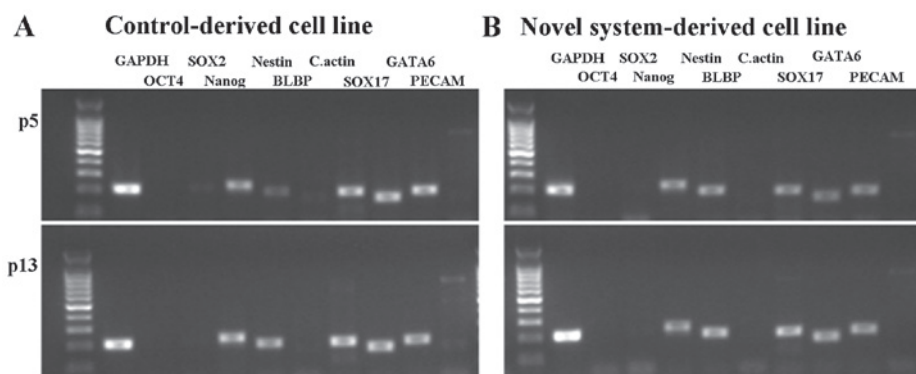 A Control-derived cell line
B Novel system-derived cell line
GAPDH SOX2 Nestin C.actin GATA6
OCT4 Nanog BLBP SOX17 PECAM
GAPDH SOX2 Nestin C.actin GATA6
OCT4 Nanog BLBP SOX17 PECAM
p5
p13